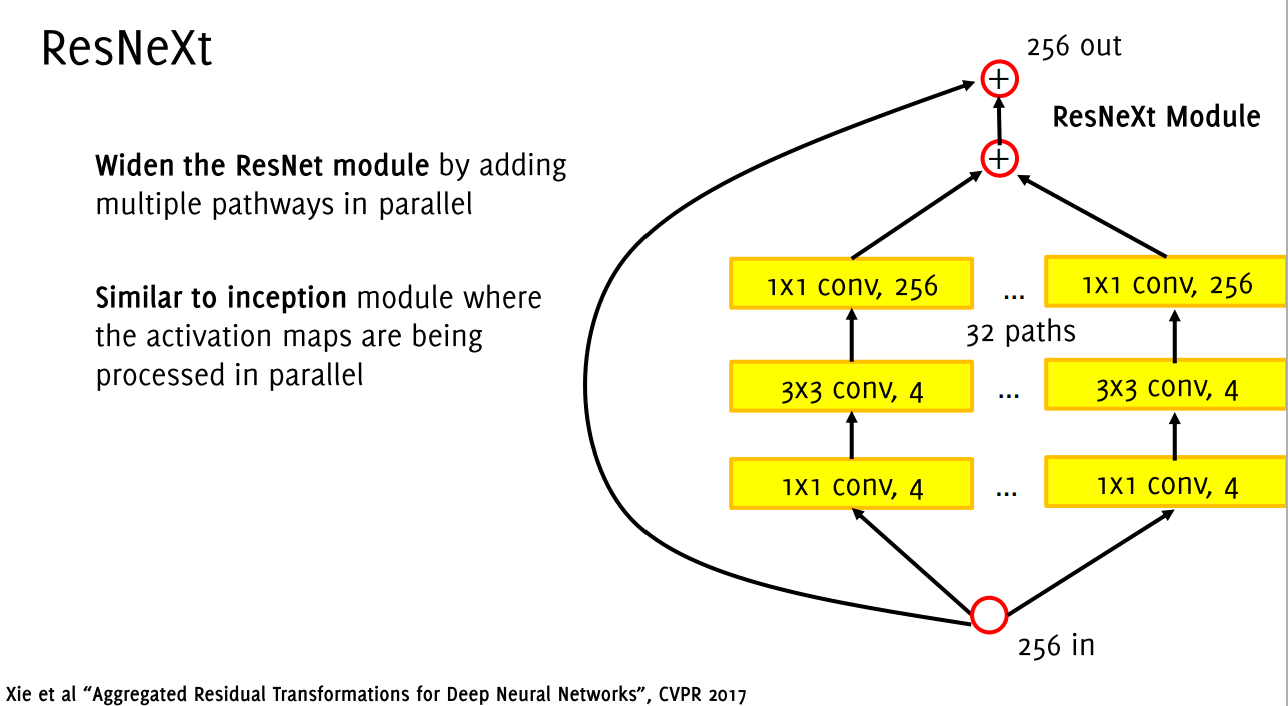 ResNeXt
Widen the ResNet module by adding
multiple pathways in parallel
Similar to inception module where
the activation maps are being
processed in parallel
256 out
+
ResNeXt Module
+
1x1 conv, 256
...
1x1 conv, 256
32 paths
3x3 conv, 4
...
3x3 conv, 4
1x1 conv, 4
...
1x1 conv, 4
256 in
Xie et al “Aggregated Residual Transformations for Deep Neural Networks”, CVPR 2017